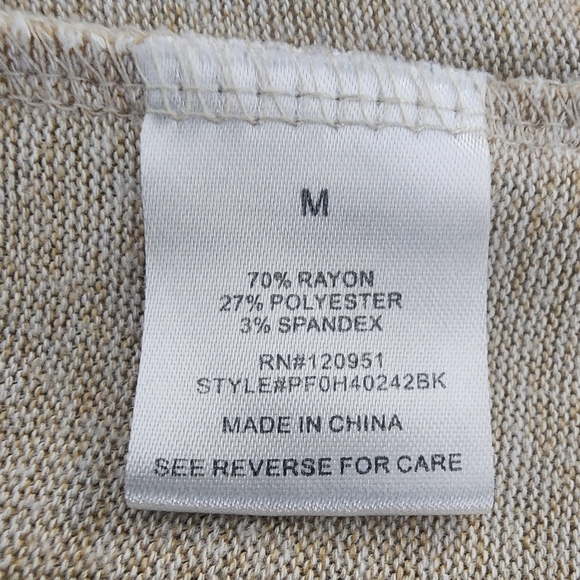 M
70% RAYON
27% POLYESTER
3% SPANDEX
RN#120951
STYLE#PF0H40242BK
MADE IN CHINA
SEE REVERSE FOR CARE